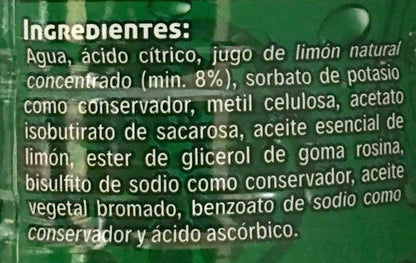 INGREDIENTES:
Agua, ácido cítrico, jugo de limón natural
concentrado (min. 8%), sorbato de potasio
como conservador, metil celulosa, acetato
isobutirato de sacarosa, aceite esencial de
limón, ester de glicerol de goma rosina,
bisulfito de sodio como conservador, aceite
vegetal bromado, benzoato de sodio como
conservador y ácido ascórbico.